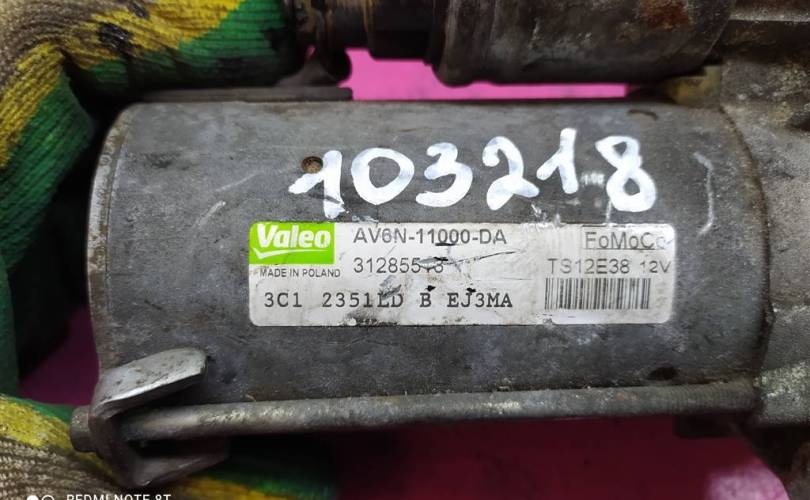 103218
Valeo AV6N-11000-DA FoMoCo
MADE IN POLAND TS12E38 12V
3C1 2351LD B EJ3MA
REDMI NOTE 8T